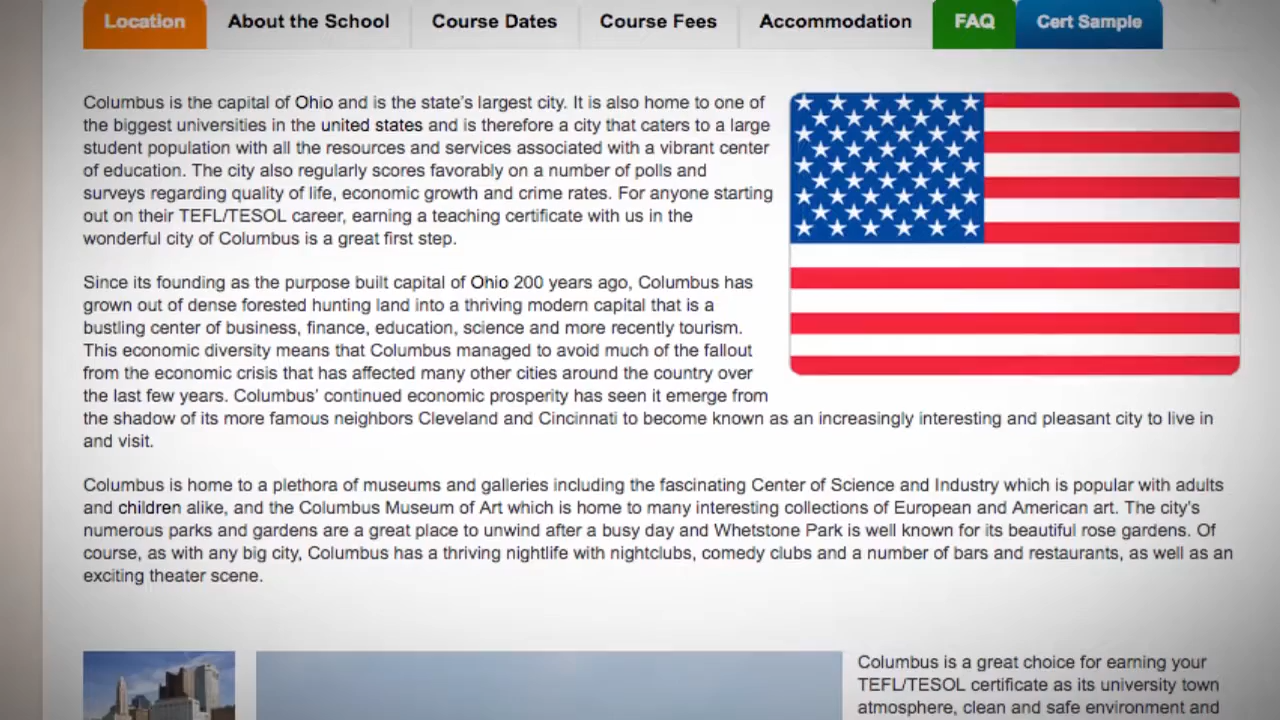 Location About the School Course Dates Course Fees Accommodation FAQ Cert Sample
Columbus is the capital of Ohio and is the state's largest city. It is also home to one of
the biggest universities in the united states and is therefore a city that caters to a large
student population with all the resources and services associated with a vibrant center
of education. The city also regularly scores favorably on a number of polls and
surveys regarding quality of life, economic growth and crime rates. For anyone starting
out on their TEFL/TESOL career, earning a teaching certificate with us in the
wonderful city of Columbus is a great first step.
Since its founding as the purpose built capital of Ohio 200 years ago, Columbus has
grown out of dense forested hunting land into a thriving modern capital that is a
bustling center of business, finance, education, science and more recently tourism.
This economic diversity means that Columbus managed to avoid much of the fallout
from the economic crisis that has affected many other cities around the country over
the last few years. Columbus' continued economic prosperity has seen it emerge from
the shadow of its more famous neighbors Cleveland and Cincinnati to become known as an increasingly interesting and pleasant city to live in
and visit.
Columbus is home to a plethora of museums and galleries including the fascinating Center of Science and Industry which is popular with adults
and children alike, and the Columbus Museum of Art which is home to many interesting collections of European and American art. The city's
numerous parks and gardens are a great place to unwind after a busy day and Whetstone Park is well known for its beautiful rose gardens. Of
course, as with any big city, Columbus has a thriving nightlife with nightclubs, comedy clubs and a number of bars and restaurants, as well as an
exciting theater scene.
Columbus is a great choice for earning your
TEFL/TESOL certificate as its university town
atmosphere, clean and safe environment and